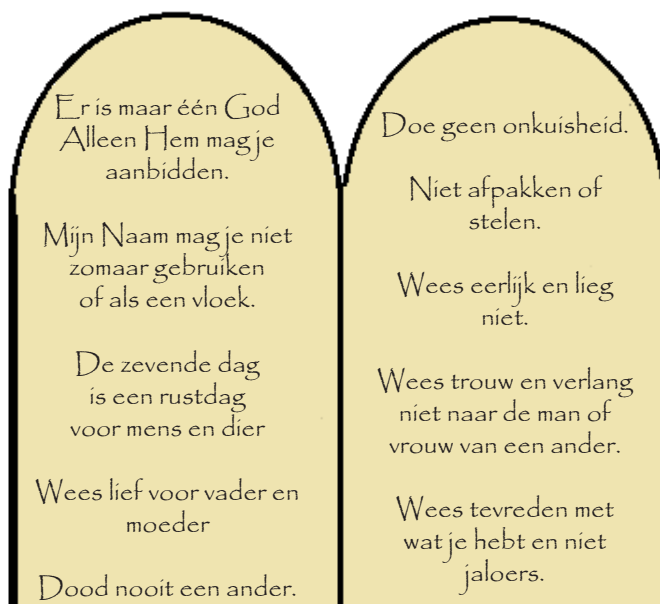 Er is maar één God
Alleen Hem mag je
aanbidden.
Mijn Naam mag je niet
zomaar gebruiken
of als een vloek.
De zevende dag
is een rustdag
voor mens en dier
Wees lief voor vader en
moeder
Dood nooit een ander.
Doe geen onkuisheid.
Niet afpakken of
stelen.
Wees eerlijk en lieg
niet.
Wees trouw en verlang
niet naar de man of
vrouw van een ander.
Wees tevreden met
wat je hebt en niet
jaloers.